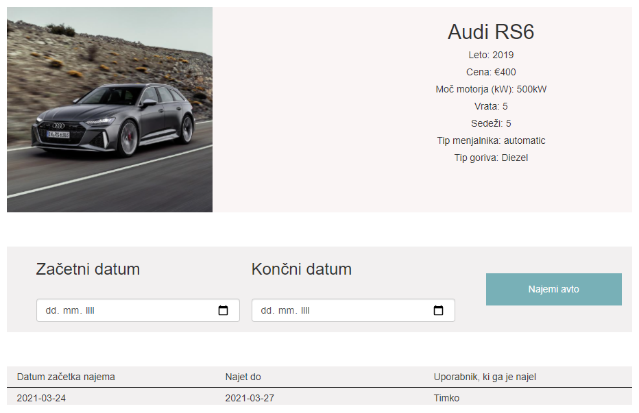 Audi RS6
Leto: 2019
Cena: €400
Moč motorja (kW): 500kW
Vrata: 5
Sedeži: 5
Tip menjalnika: automatic
Tip goriva: Diezel
Začetni datum Končni datum
Najemi avto
dd. mm. llll dd. mm. llll
Datum začetka najema Najet do Uporabnik, ki ga je najel
2021-03-24 2021-03-27 Timko